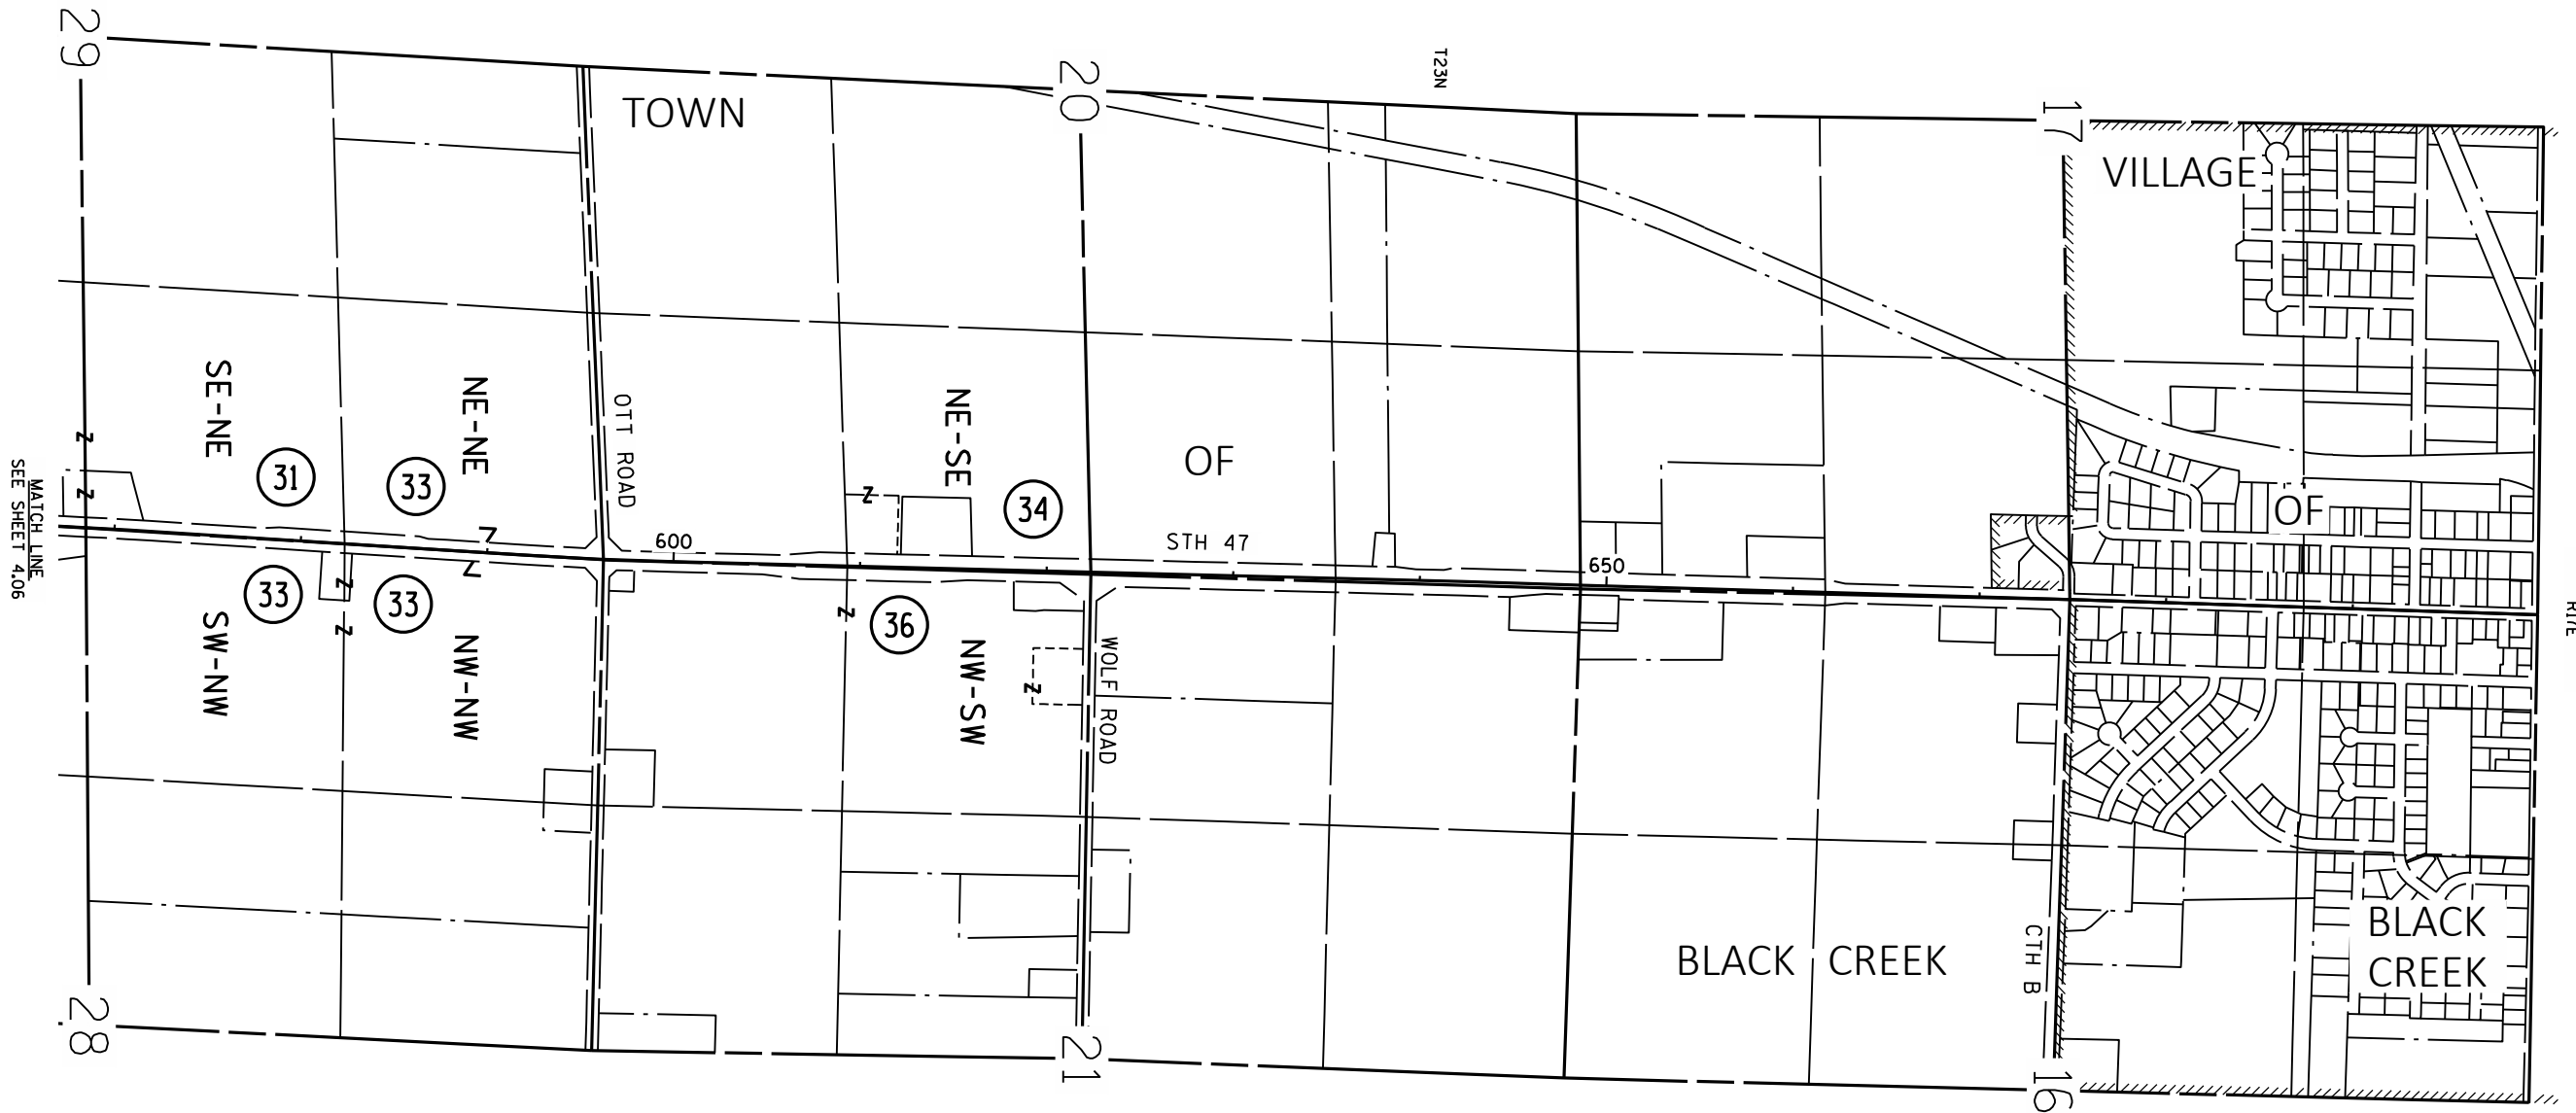 29
TOWN
20
T23N
17
VILLAGE
SE-NE
NE-NE
OTT ROAD
NE-SE
OF
31
33
34
OF
MATCH LINE
SEE SHEET 4.06
600
STH 47
650
33
33
36
SW-NW
NW-NW
NW-SW
WOLF ROAD
BLACK CREEK
CTH B
BLACK
CREEK
28
21
16
Z
Z
Z
Z
Z
Z
Z
Z
Z